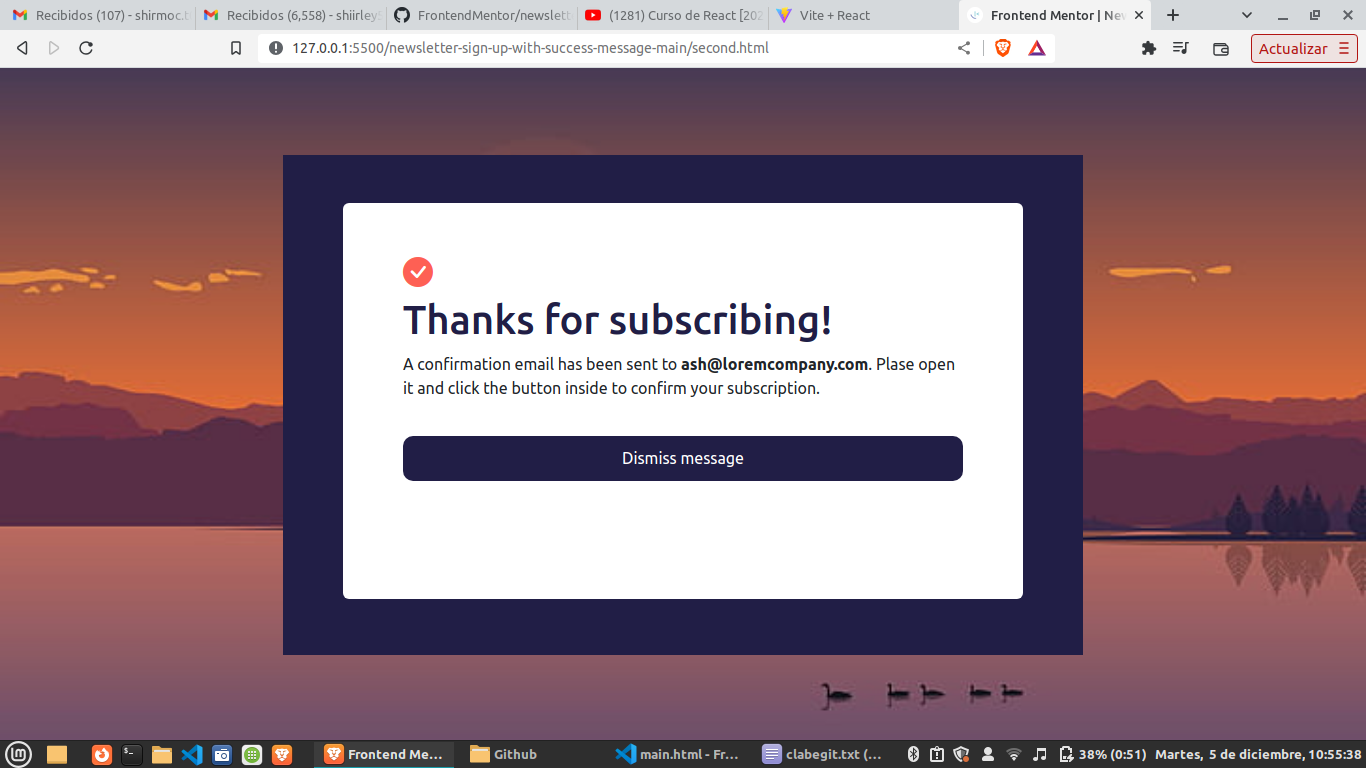 Recibidos (107) - shirmoc.t
Recibidos (6,558) - shiirley
FrontendMentor/newslett
(1281) Curso de React [202
Vite + React
Frontend Mentor | New
127.0.0.1:5500/newsletter-sign-up-with-success-message-main/second.html
Actualizar
Thanks for subscribing!
A confirmation email has been sent to ash@loremcompany.com. Plase open
it and click the button inside to confirm your subscription.
Dismiss message
Frontend Me...
Github
main.html - Fr...
clabegit.txt (...
38% (0:51)
Martes, 5 de diciembre, 10:55:38